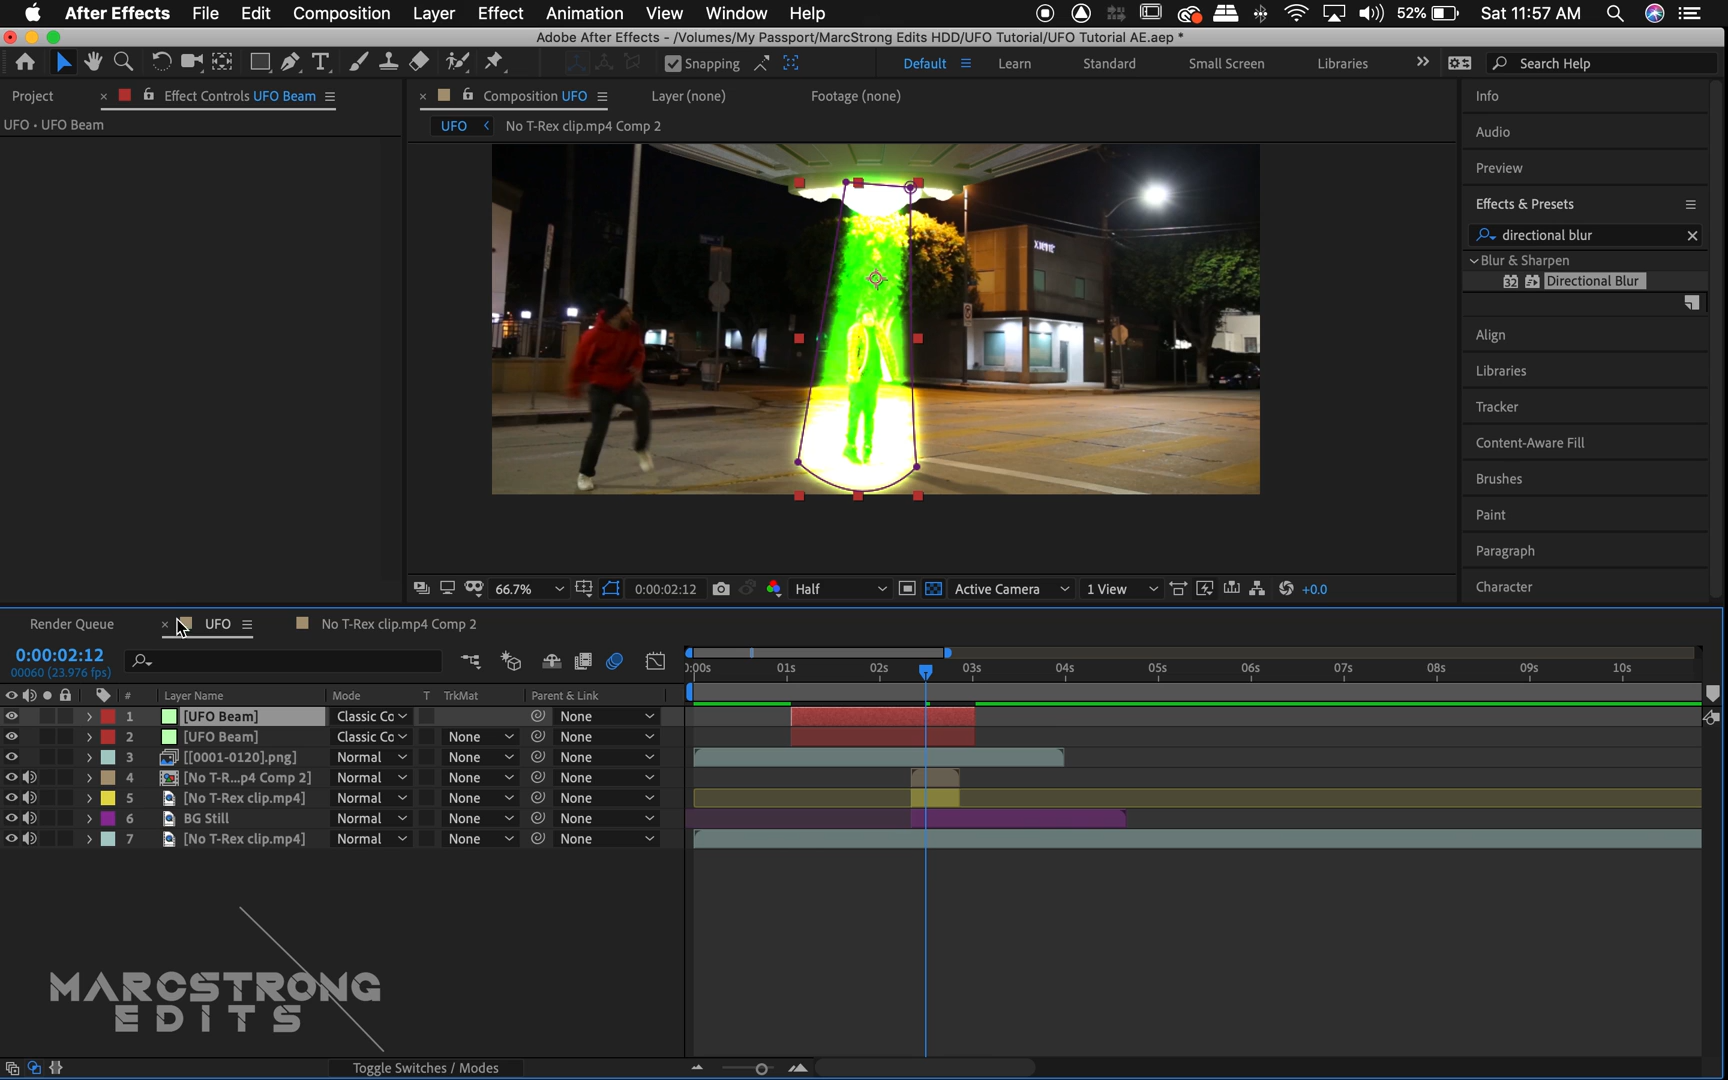 After Effects File Edit Composition Layer Effect Animation View Window Help 52% Sat 11:57 AM
Adobe After Effects - /Volumes/My Passport/MarcStrong Edits HDD/UFO Tutorial/UFO Tutorial AE.aep *
Snapping Default Learn Standard Small Screen Libraries Search Help
Project Effect Controls UFO Beam Composition UFO Layer (none) Footage (none) Info
UFO • UFO Beam UFO No T-Rex clip.mp4 Comp 2
Audio
Preview
Effects & Presets
directional blur
Blur & Sharpen
32 Directional Blur
Align
Libraries
Tracker
Content-Aware Fill
Brushes
Paint
Paragraph
Character
66.7% 0:00:02:12 Half Active Camera 1 View +0.0
Render Queue UFO No T-Rex clip.mp4 Comp 2
0:00:02:12
00060 (23.976 fps)
0:00s 01s 02s 03s 04s 05s 06s 07s 08s 09s 10s
# Layer Name Mode T TrkMat Parent & Link
1 [UFO Beam] Classic Cc None
2 [UFO Beam] Classic Cc None None
3 [[0001-0120].png] Normal None None
4 [No T-R...p4 Comp 2] Normal None None
5 [No T-Rex clip.mp4] Normal None None
6 BG Still Normal None None
7 [No T-Rex clip.mp4] Normal None None
MARCSTRONG
EDITS
Toggle Switches / Modes